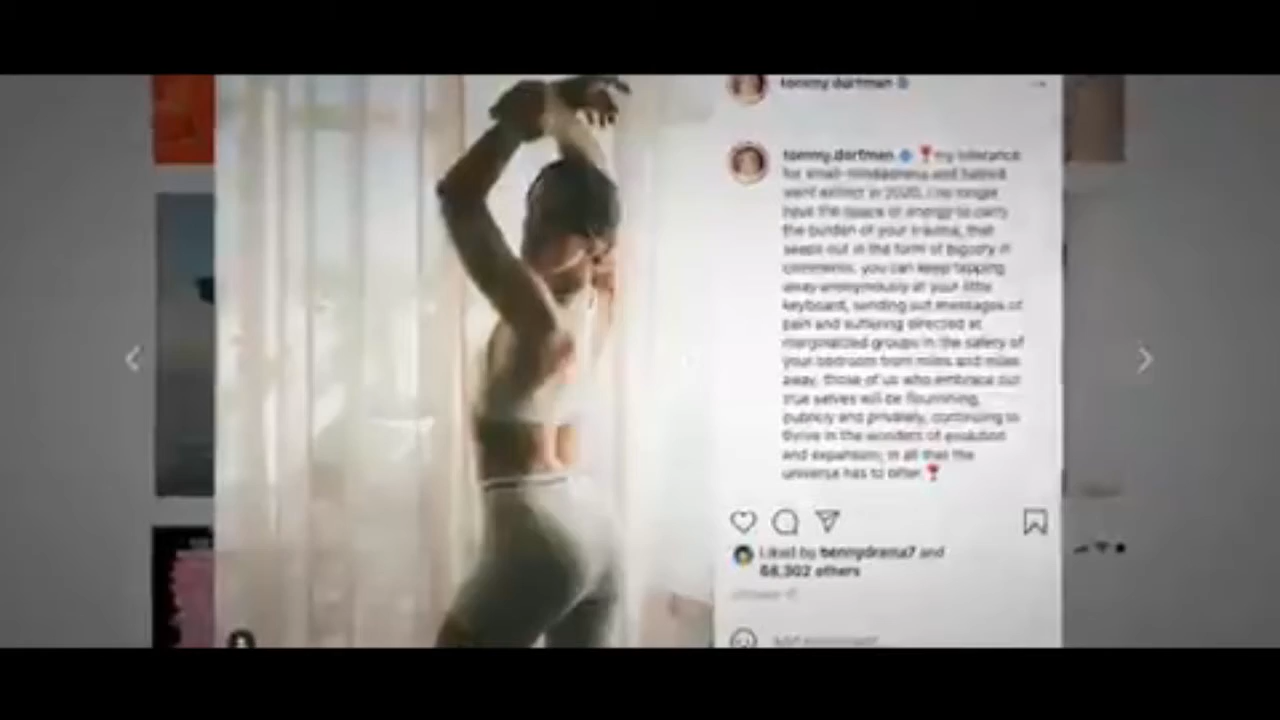 tommy.dorfman
tommy.dorfman ❣my tolerance
for small-mindedness and hatred
went extinct in 2020. i no longer
have the space or energy to carry
the burden of your trauma, that
seeps out in the form of bigotry in
comments. you can keep tapping
away anonymously at your little
keyboard, sending out messages of
pain and suffering directed at
marginalized groups in the safety of
your bedroom from miles and miles
away. those of us who embrace our
true selves will be flourishing,
publicly and privately, continuing to
thrive in the wonders of evolution
and expansion; in all that the
universe has to offer❣
Liked by bennydrama7 and
68,302 others
Add comment